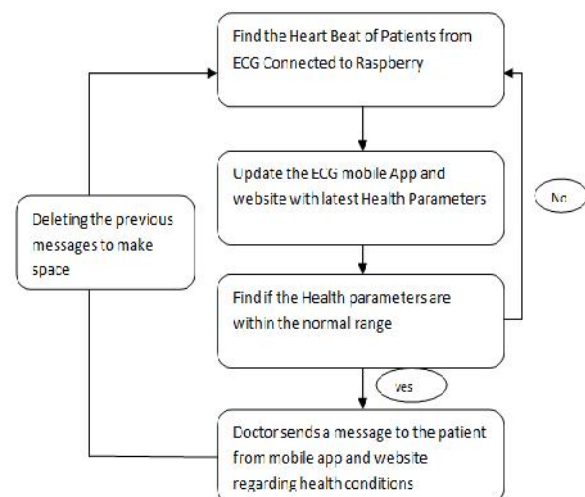 Find the Heart Beat of Patients from
ECG Connected to Raspberry
Update the ECG mobile App and
website with latest Health Parameters
No
Deleting the previous
messages to make
space
Find if the Health parameters are
within the normal range
yes
Doctor sends a message to the patient
from mobile app and website
regarding health conditions